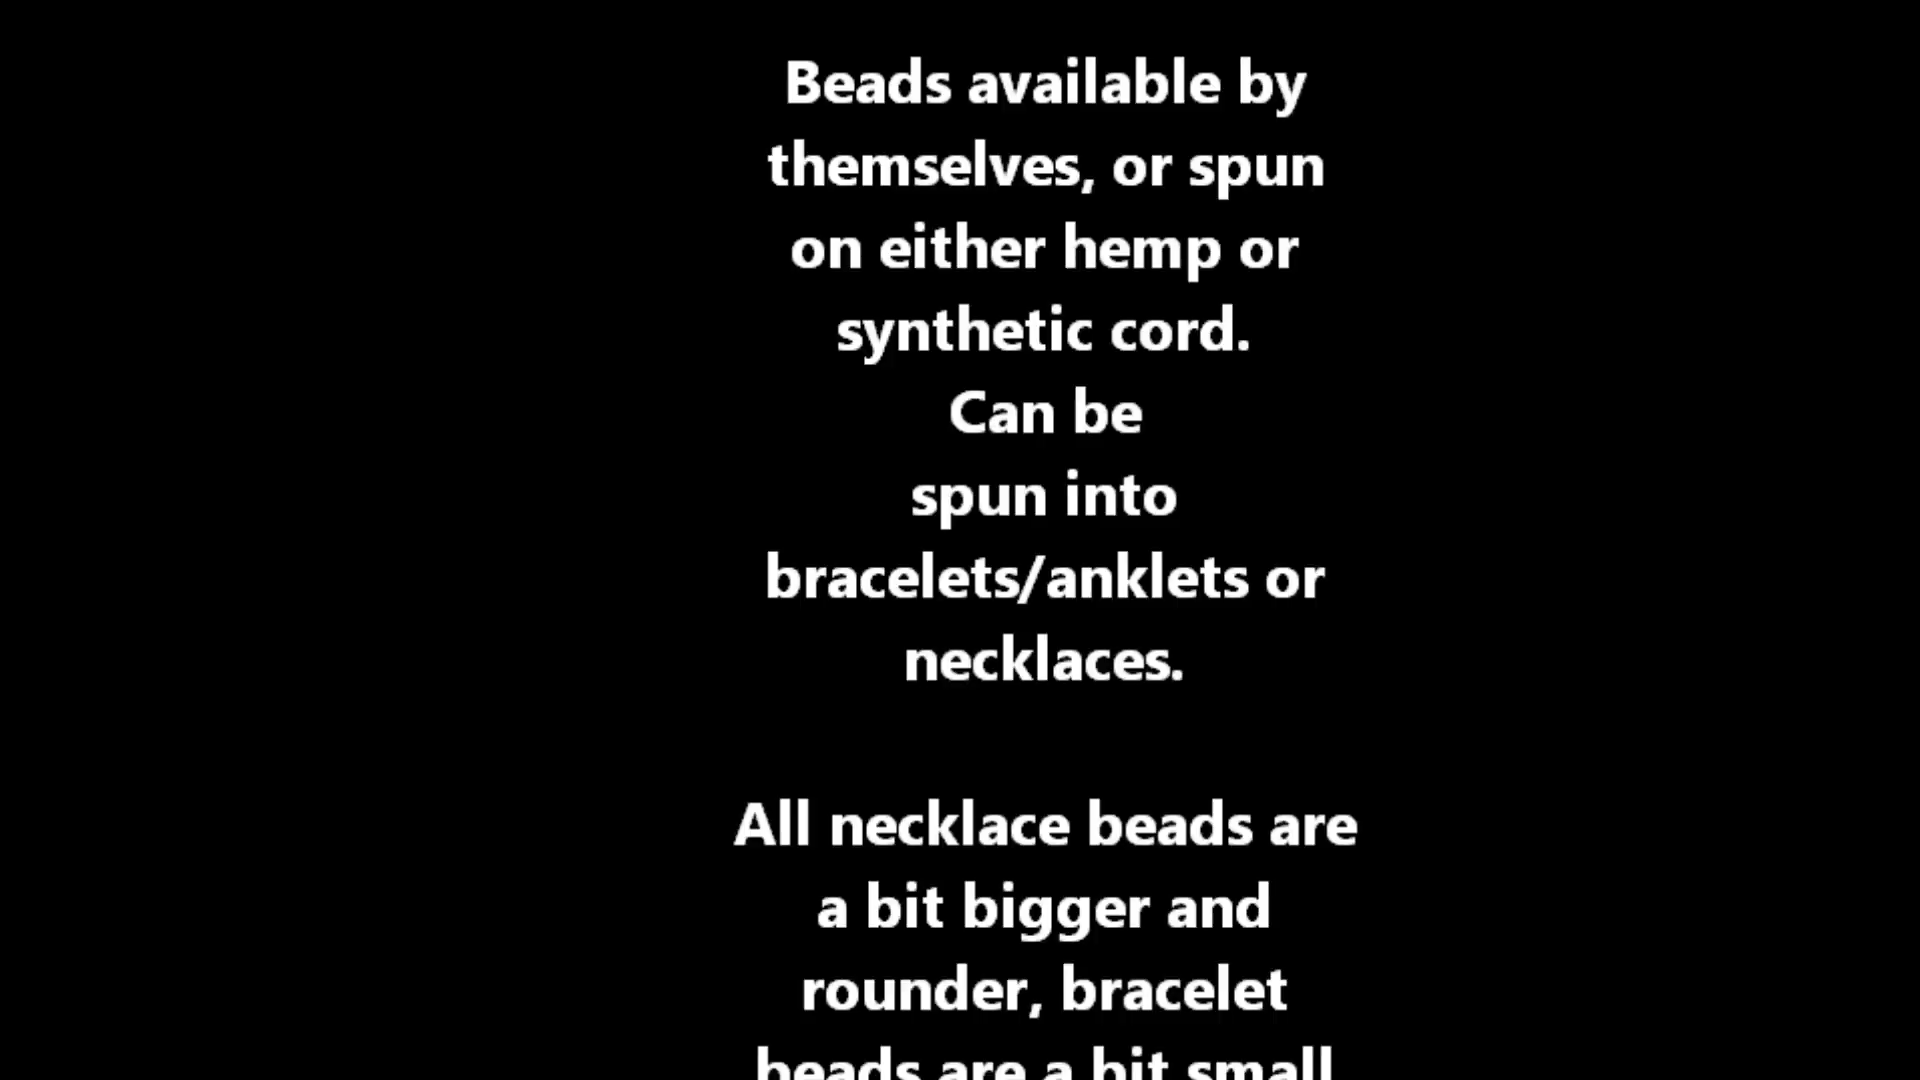 Beads available by
themselves, or spun
on either hemp or
synthetic cord.
Can be
spun into
bracelets/anklets or
necklaces.
All necklace beads are
a bit bigger and
rounder, bracelet
beads are a bit small